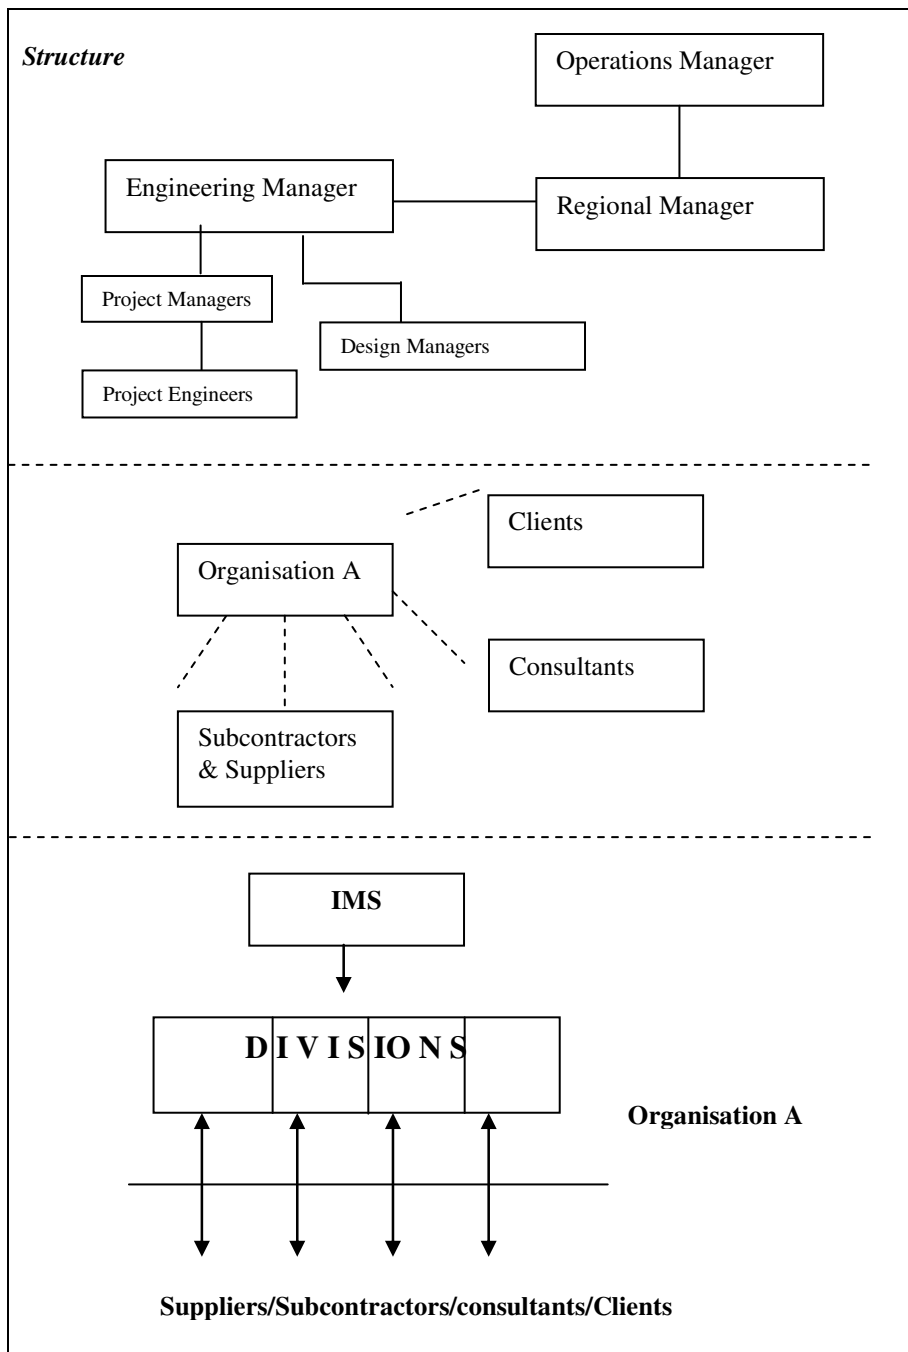 Structure
Operations Manager
Engineering Manager
Regional Manager
Project Managers
Design Managers
Project Engineers
Clients
Organisation A
Consultants
Subcontractors
& Suppliers
IMS
D I V I S IO N S
Organisation A
Suppliers/Subcontractors/consultants/Clients